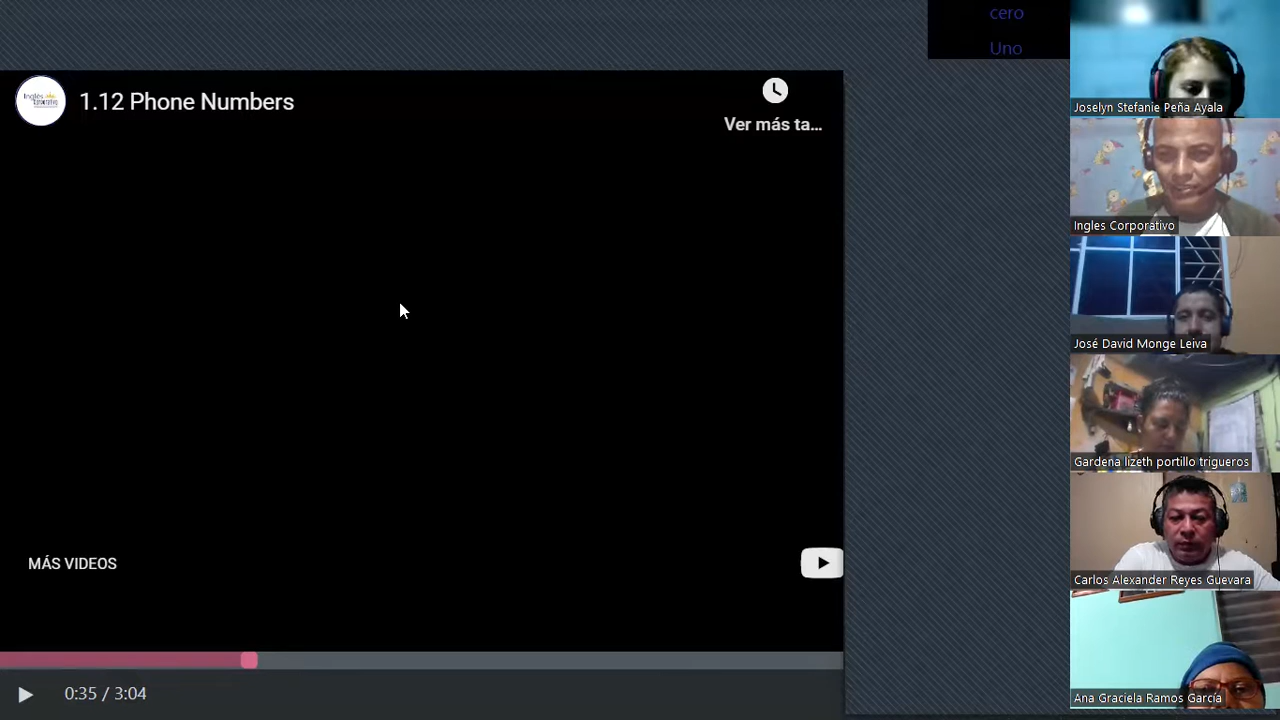 cero
Uno
1.12 Phone Numbers
Ver más ta...
MÁS VIDEOS
0:35 / 3:04
Joselyn Stefanie Peña Ayala
Ingles Corporativo
José David Monge Leiva
Gardena lizeth portillo trigueros
Carlos Alexander Reyes Guevara
Ana Graciela Ramos García